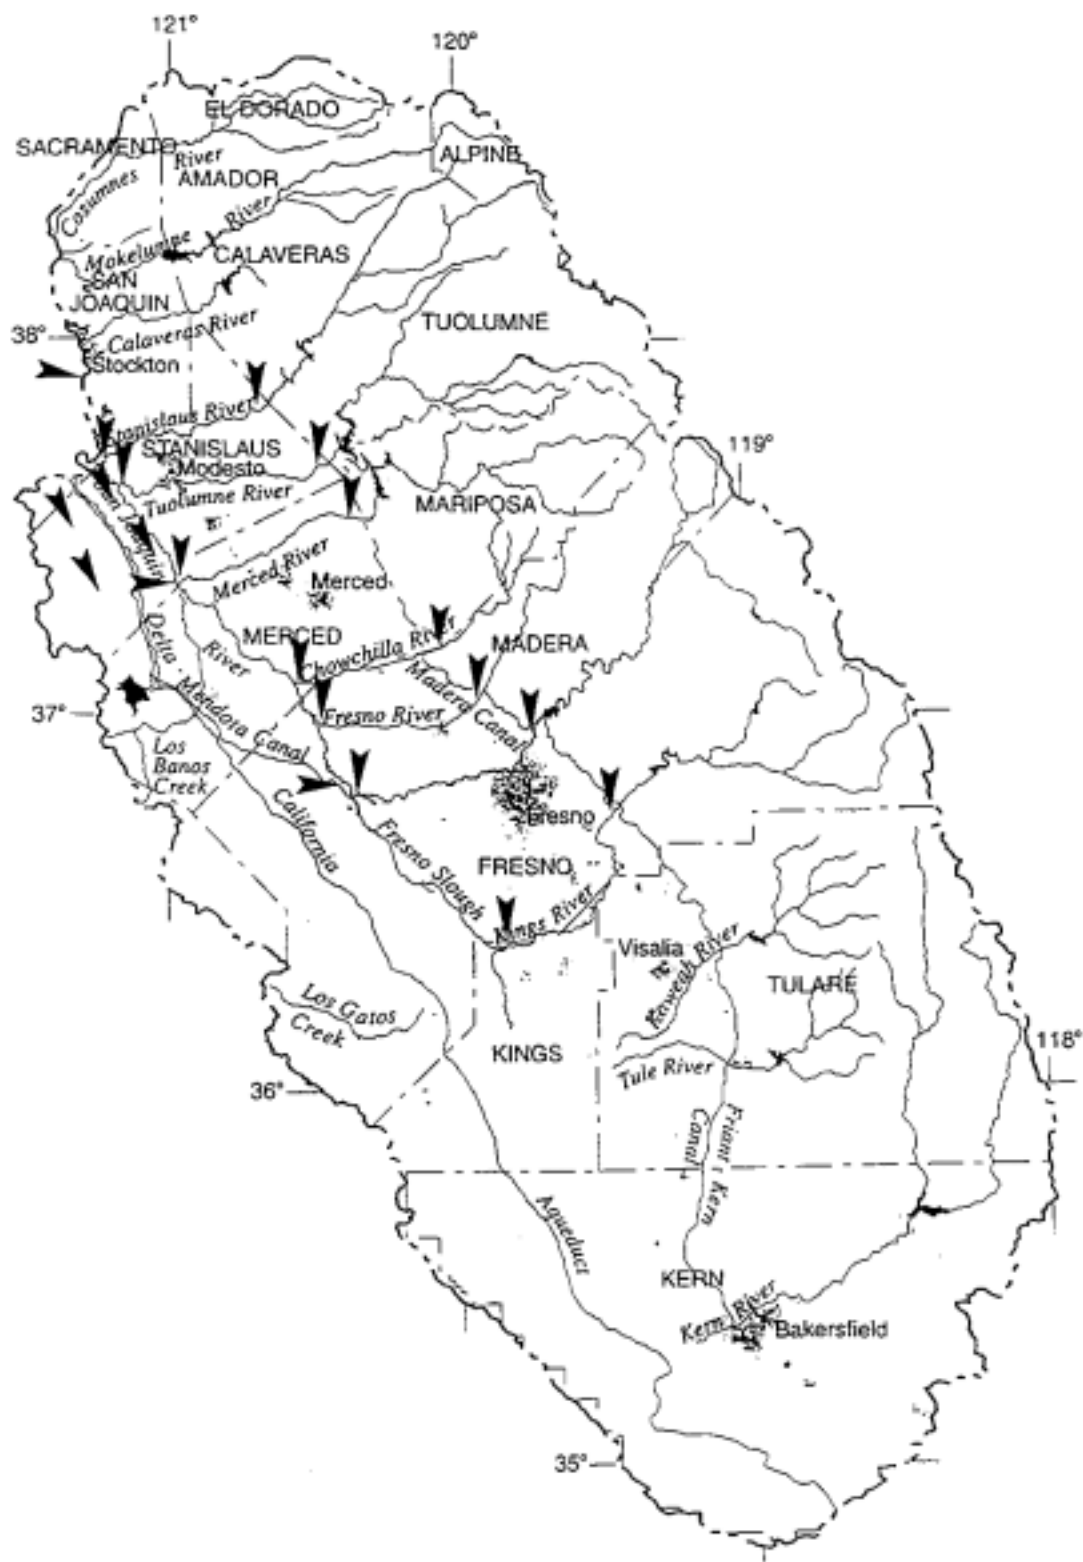 121°
120°
EL DORADO
SACRAMENTO
River
ALPINE
AMADOR
Cosumnes
River
Mokelumne
CALAVERAS
SAN
JOAQUIN
Calaveras River
TUOLUMNE
38°
Stockton
Stanislaus River
STANISLAUS
Modesto
119°
Tuolumne River
MARIPOSA
San Joaquin
Merced River
Merced
Delta - Mendota Canal
River
MERCED
Chowchilla River
MADERA
Madera Canal
37°
Fresno River
Los
Banos
Creek
California
Fresno
Fresno Slough
FRESNO
Kings River
Visalia
Kaweah River
TULARE
Los Gatos
Creek
KINGS
118°
Tule River
36°
Friant - Kern
Canal
Aqueduct
KERN
Kern River
Bakersfield
35°